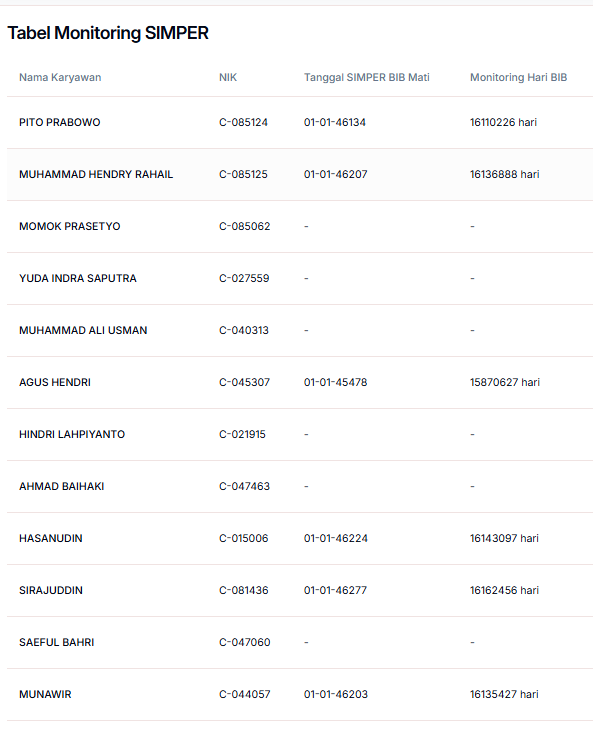 Tabel Monitoring SIMPER
Nama Karyawan NIK Tanggal SIMPER BIB Mati Monitoring Hari BIB
PITO PRABOWO C-085124 01-01-46134 16110226 hari
MUHAMMAD HENDRY RAHAIL C-085125 01-01-46207 16136888 hari
MOMOK PRASETYO C-085062 - -
YUDA INDRA SAPUTRA C-027559 - -
MUHAMMAD ALI USMAN C-040313 - -
AGUS HENDRI C-045307 01-01-45478 15870627 hari
HINDRI LAHPIYANTO C-021915 - -
AHMAD BAIHAKI C-047463 - -
HASANUDIN C-015006 01-01-46224 16143097 hari
SIRAJUDDIN C-081436 01-01-46277 16162456 hari
SAEFUL BAHRI C-047060 - -
MUNAWIR C-044057 01-01-46203 16135427 hari